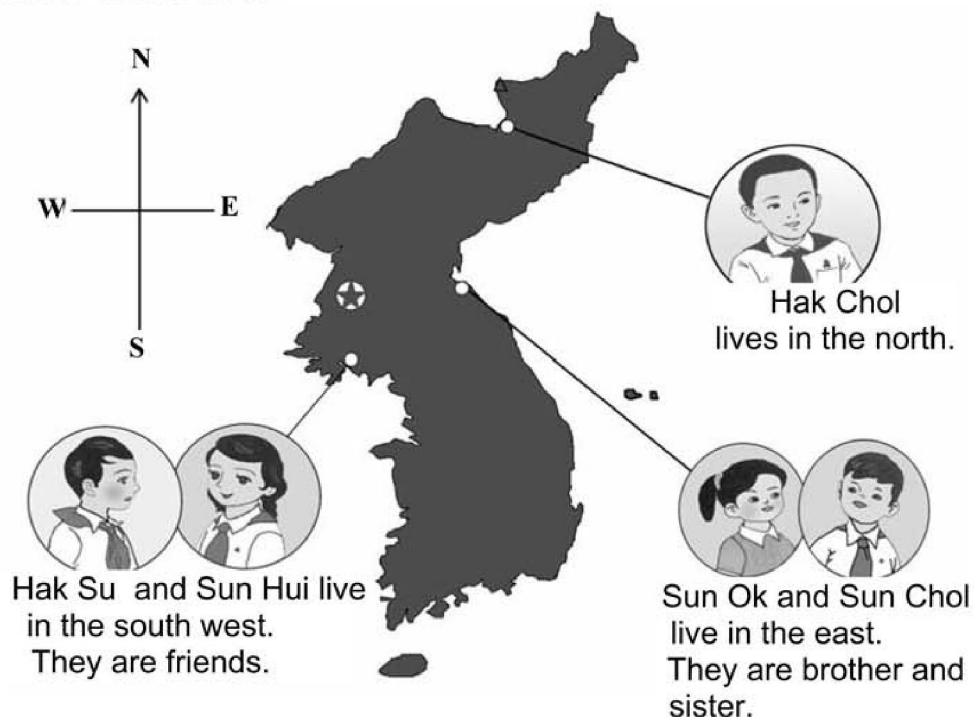 N
W
E
S
Hak Chol
lives in the north.
Hak Su and Sun Hui live
in the south west.
They are friends.
Sun Ok and Sun Chol
live in the east.
They are brother and
sister.